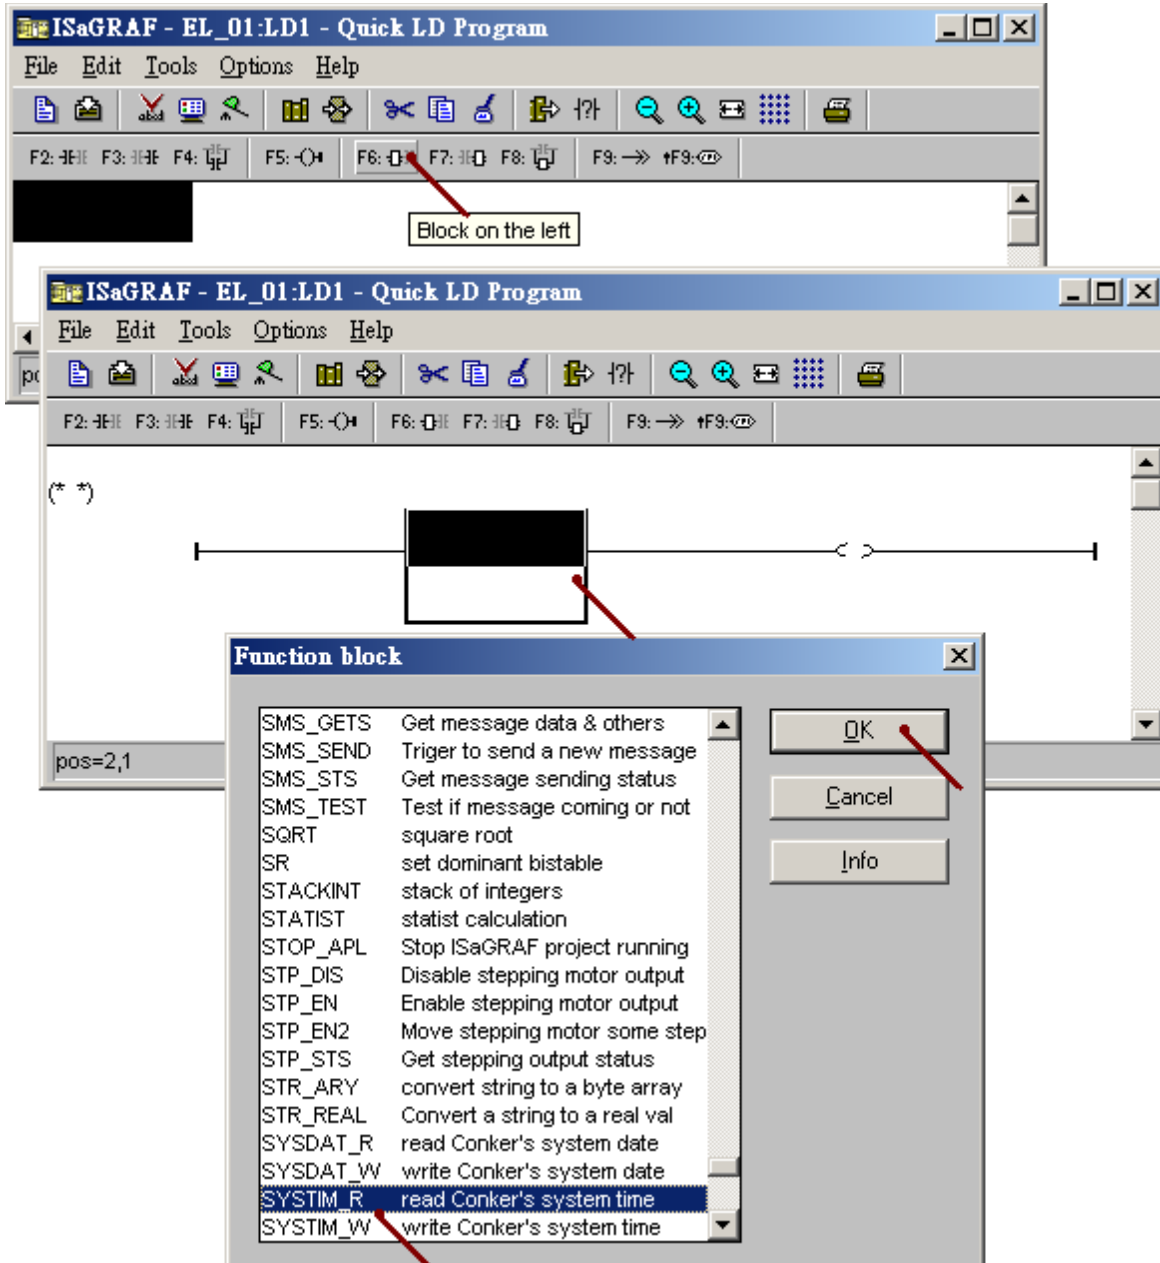 ISaGRAF - EL_01:LD1 - Quick LD Program
File Edit Tools Options Help
F2: F3: F4: F5: F6: F7: F8: F9: F9:
Block on the left
ISaGRAF - EL_01:LD1 - Quick LD Program
File Edit Tools Options Help
F2: F3: F4: F5: F6: F7: F8: F9: F9:
(* *)
Function block
SMS_GETS Get message data & others
SMS_SEND Triger to send a new message
SMS_STS Get message sending status
SMS_TEST Test if message coming or not
SQRT square root
SR set dominant bistable
STACKINT stack of integers
STATIST statist calculation
STOP_APL Stop ISaGRAF project running
STP_DIS Disable stepping motor output
STP_EN Enable stepping motor output
STP_EN2 Move stepping motor some step
STP_STS Get stepping output status
STR_ARY convert string to a byte array
STR_REAL Convert a string to a real val
SYSDAT_R read Conker's system date
SYSDAT_W write Conker's system date
SYSTIM_R read Conker's system time
SYSTIM_W write Conker's system time
OK
Cancel
Info
pos=2,1